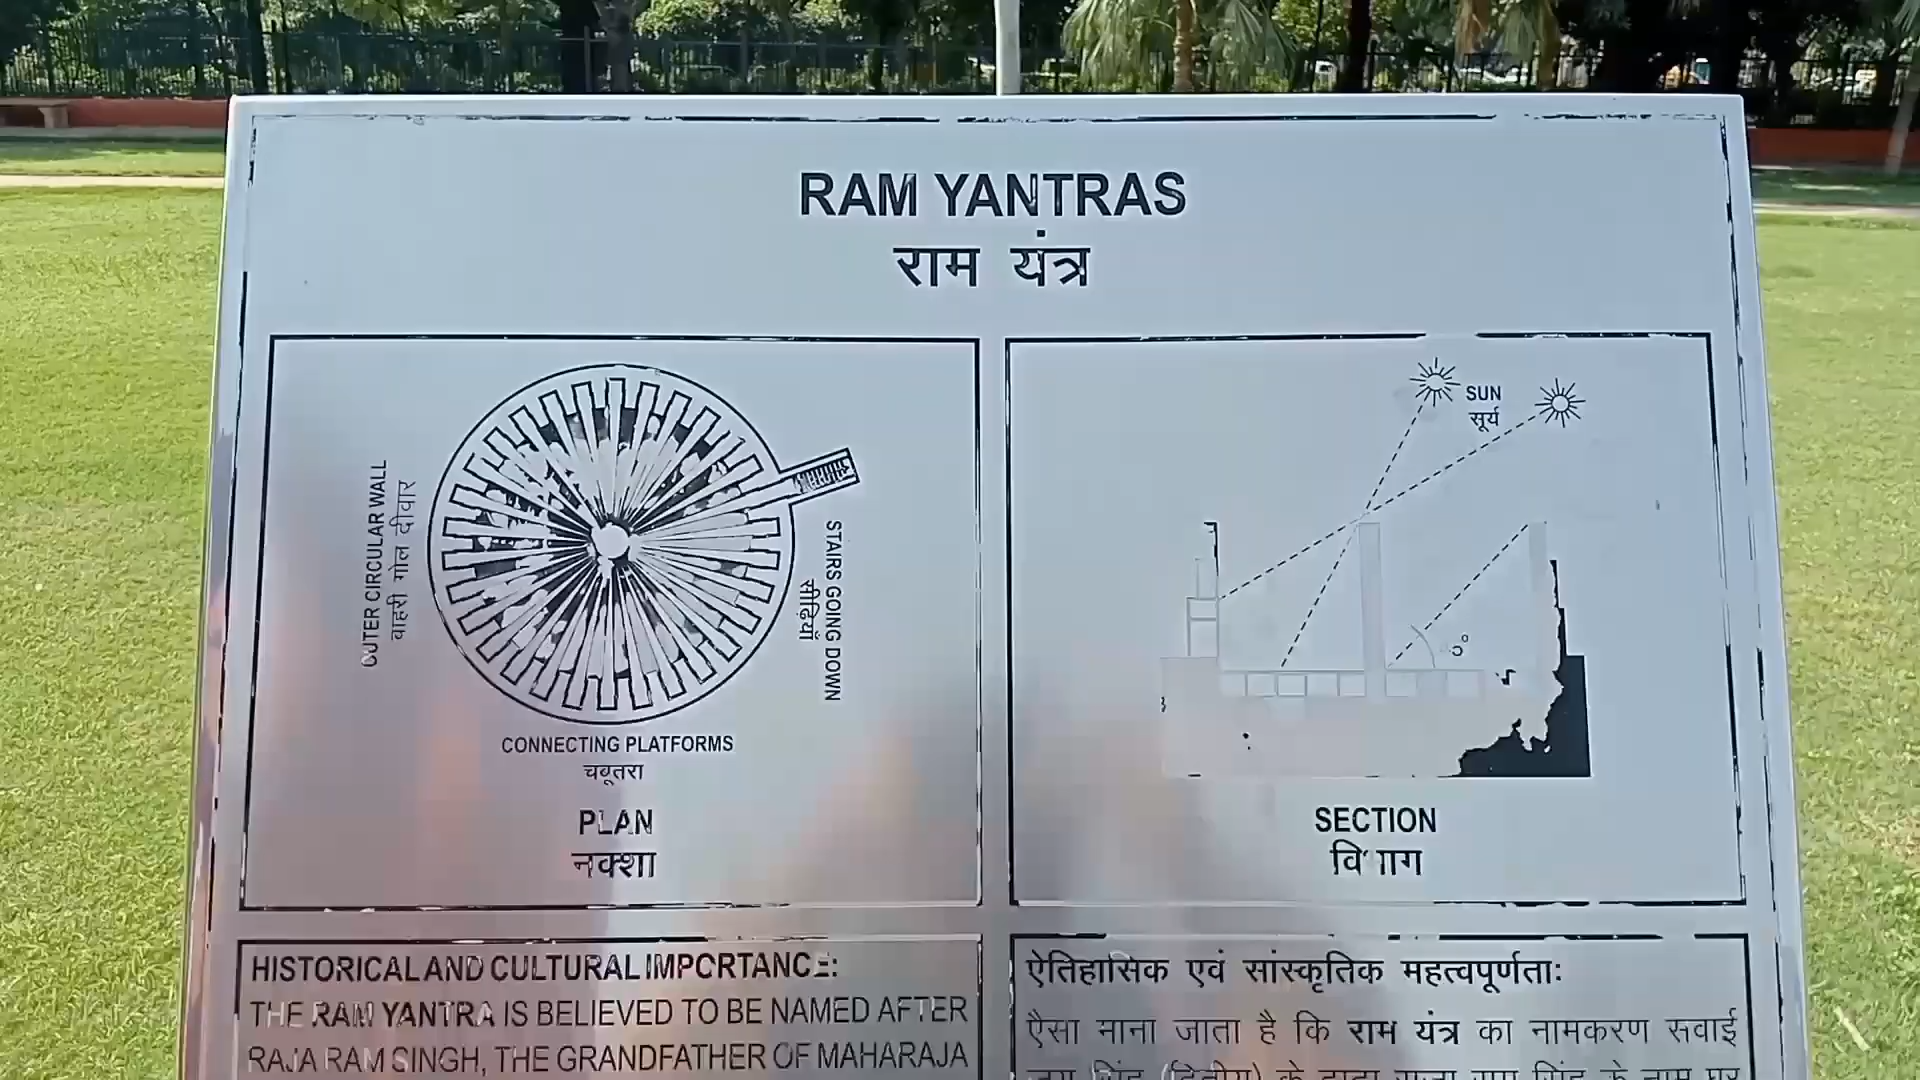 RAM YANTRAS
राम यंत्र
OUTER CIRCULAR WALL
बाहरी गोल दीवार
STAIRS GOING DOWN
सीढ़ियाँ
CONNECTING PLATFORMS
चबूतरा
PLAN
नक्शा
SUN
सूर्य
SECTION
विभाग
HISTORICAL AND CULTURAL IMPORTANCE:
THE RAM YANTRA IS BELIEVED TO BE NAMED AFTER
RAJA RAM SINGH, THE GRANDFATHER OF MAHARAJA
ऐतिहासिक एवं सांस्कृतिक महत्वपूर्णता:
ऐसा माना जाता है कि राम यंत्र का नामकरण सवाई
जय सिंह (द्वितीय) के दादा राजा राम सिंह के नाम पर